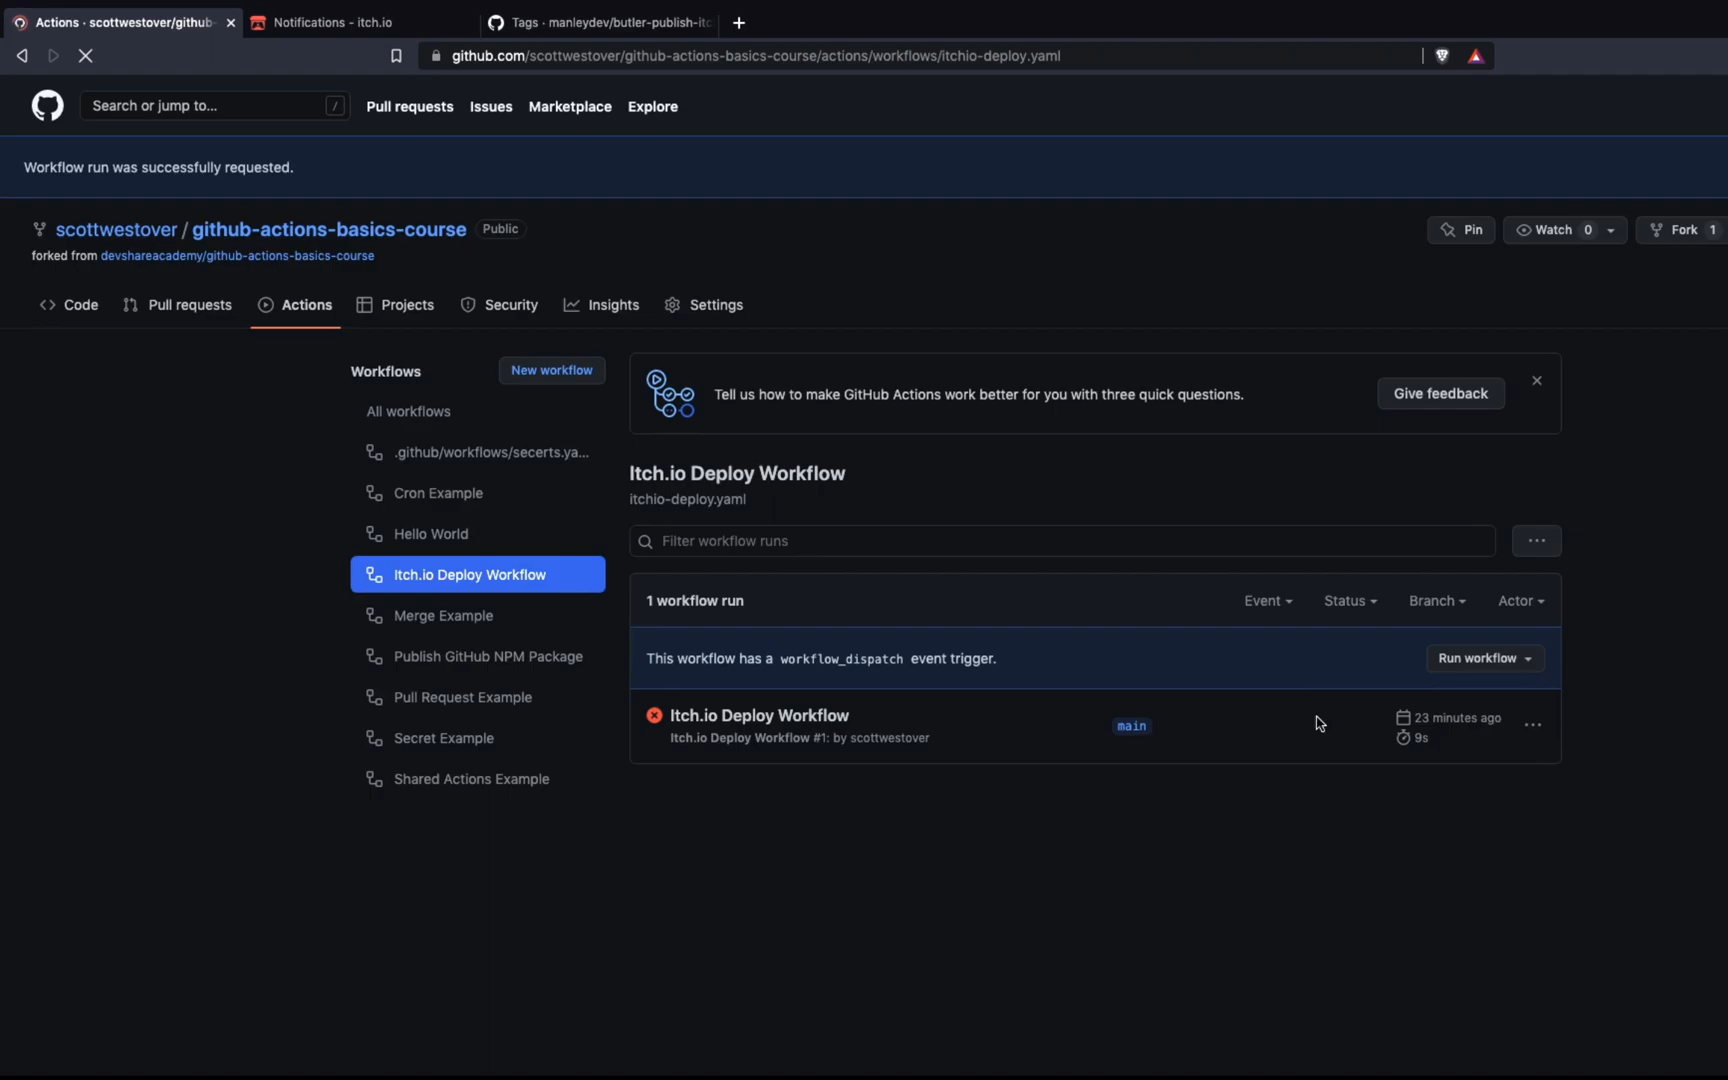 Actions · scottwestover/github-
Notifications - itch.io
Tags · manleydev/butler-publish-itc
github.com/scottwestover/github-actions-basics-course/actions/workflows/itchio-deploy.yaml
Search or jump to...
/
Pull requests
Issues
Marketplace
Explore
Workflow run was successfully requested.
scottwestover / github-actions-basics-course
Public
Pin
Watch 0
Fork 1
forked from devshareacademy/github-actions-basics-course
Code
Pull requests
Actions
Projects
Security
Insights
Settings
Workflows
New workflow
All workflows
.github/workflows/secerts.ya...
Cron Example
Hello World
Itch.io Deploy Workflow
Merge Example
Publish GitHub NPM Package
Pull Request Example
Secret Example
Shared Actions Example
Tell us how to make GitHub Actions work better for you with three quick questions.
Give feedback
Itch.io Deploy Workflow
itchio-deploy.yaml
Filter workflow runs
1 workflow run
Event
Status
Branch
Actor
This workflow has a workflow_dispatch event trigger.
Run workflow
Itch.io Deploy Workflow
Itch.io Deploy Workflow #1: by scottwestover
main
23 minutes ago
9s